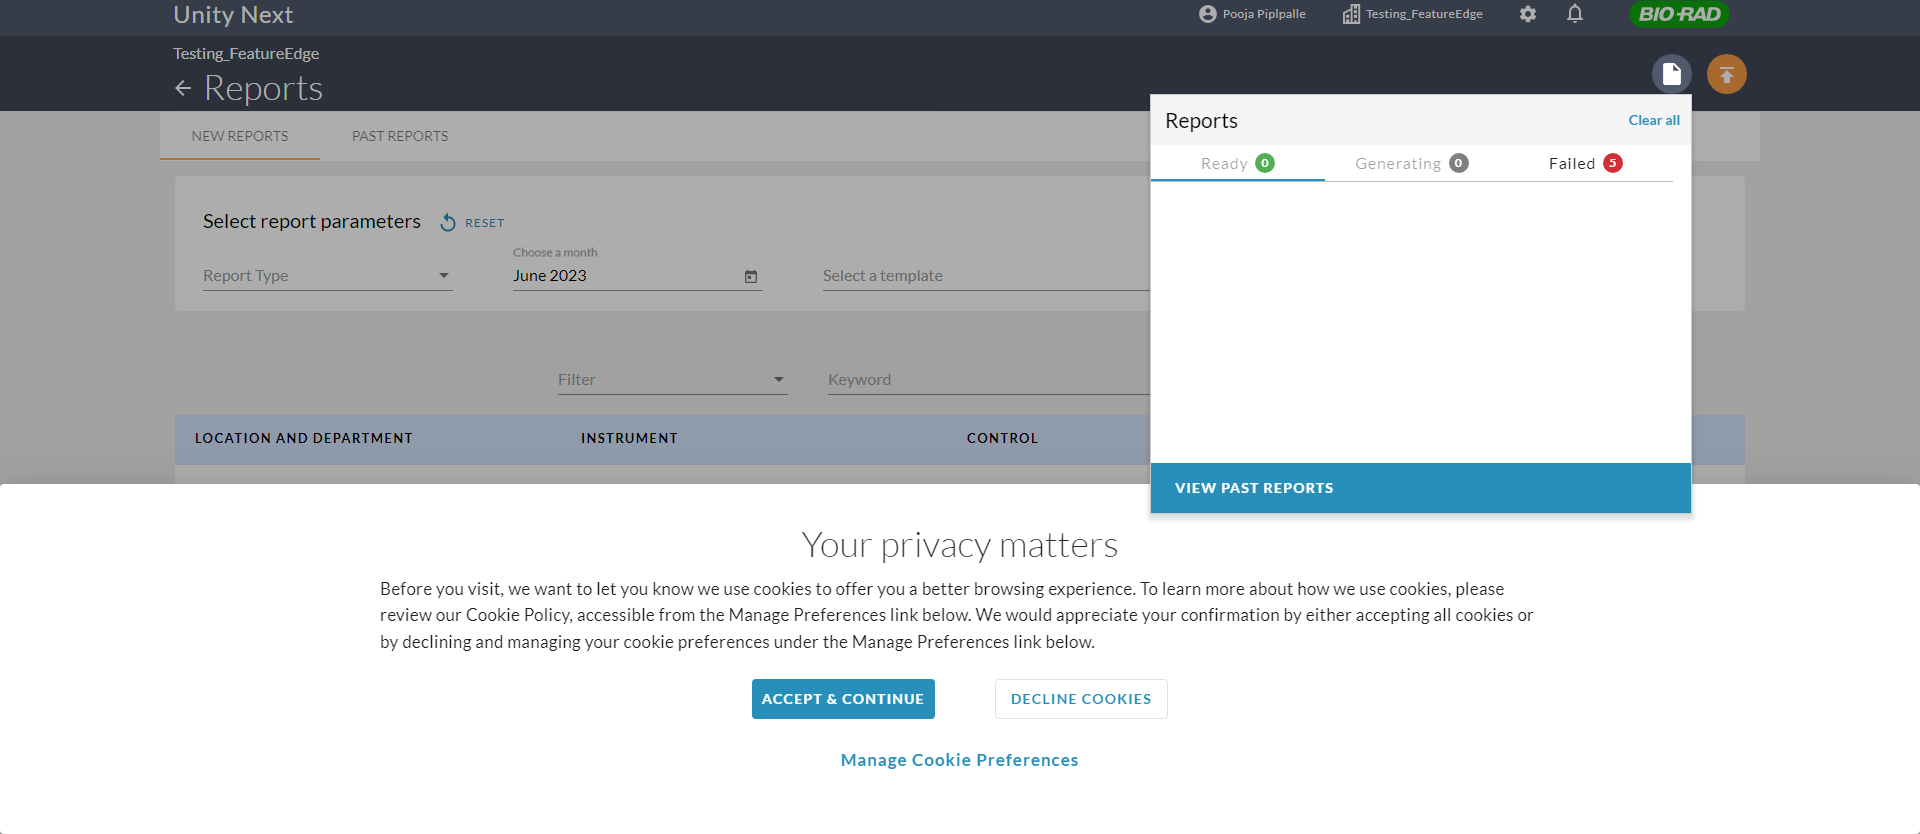 Unity Next
Pooja Piplpalle
Testing_FeatureEdge
BIO-RAD
Testing_FeatureEdge
Reports
NEW REPORTS
PAST REPORTS
Select report parameters
RESET
Report Type
Choose a month
June 2023
Select a template
Filter
Keyword
LOCATION AND DEPARTMENT
INSTRUMENT
CONTROL
Reports
Clear all
Ready 0
Generating 0
Failed 5
VIEW PAST REPORTS
Your privacy matters
Before you visit, we want to let you know we use cookies to offer you a better browsing experience. To learn more about how we use cookies, please
review our Cookie Policy, accessible from the Manage Preferences link below. We would appreciate your confirmation by either accepting all cookies or
by declining and managing your cookie preferences under the Manage Preferences link below.
ACCEPT & CONTINUE
DECLINE COOKIES
Manage Cookie Preferences